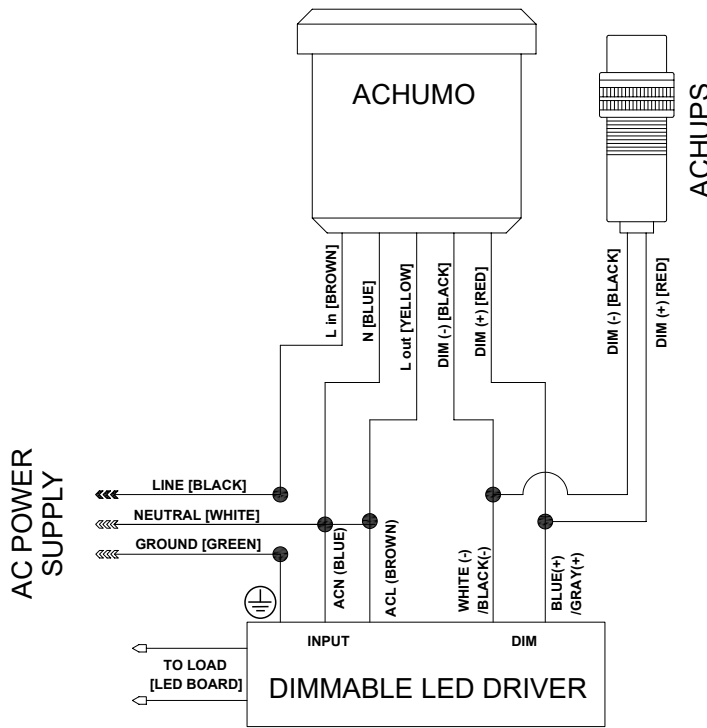 ACHUMO
ACHUPS
L in [BROWN]
N [BLUE]
L out [YELLOW]
DIM (-) [BLACK]
DIM (+) [RED]
DIM (-) [BLACK]
DIM (+) [RED]
AC POWER
SUPPLY
LINE [BLACK]
NEUTRAL [WHITE]
GROUND [GREEN]
ACN (BLUE)
ACL (BROWN)
WHITE (-)
/BLACK(-)
BLUE(+)
/GRAY(+)
INPUT
DIM
TO LOAD
[LED BOARD]
DIMMABLE LED DRIVER